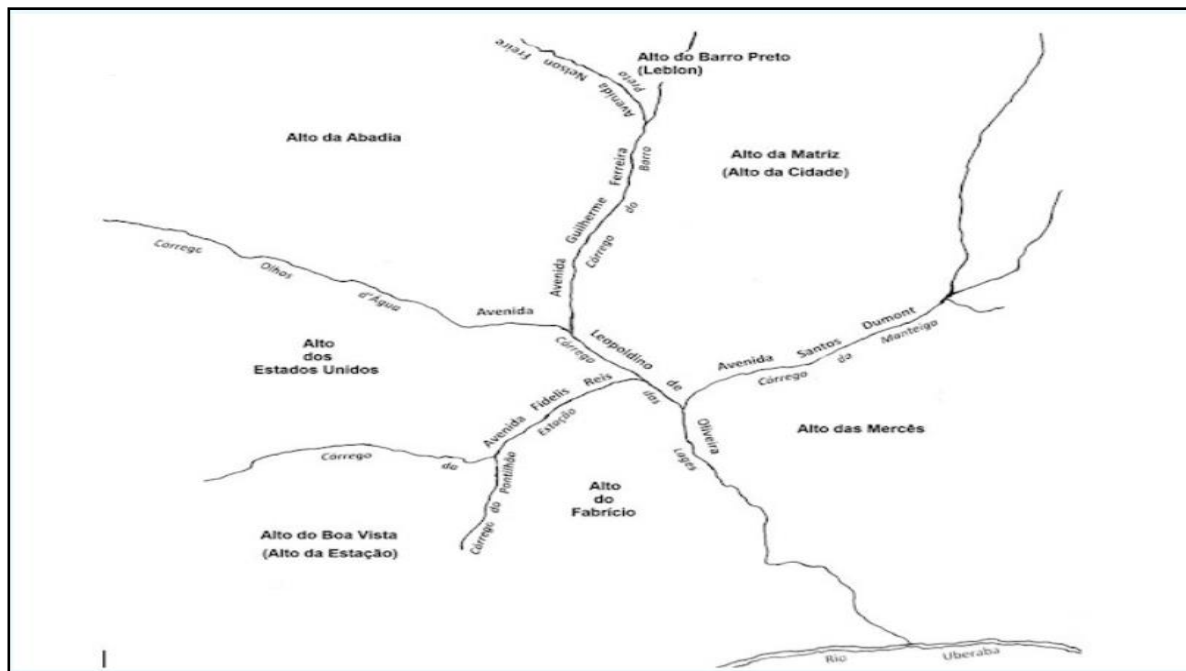 Avenida Nelson Freire
Alto do Barro Preto
(Leblon)
Alto da Abadia
Alto da Matriz
(Alto da Cidade)
Avenida Guilherme Ferreira
Córrego do Barro Preto
Córrego Olhos d'Água
Avenida Leopoldino de Oliveira
Córrego das Lages
Avenida Santos Dumont
Córrego da Manteiga
Alto
dos
Estados Unidos
Avenida Fidelis Reis
Córrego da Estação
Alto das Mercês
Córrego do Pontilhão
Alto
do
Fabrício
Alto do Boa Vista
(Alto da Estação)
Rio Uberaba